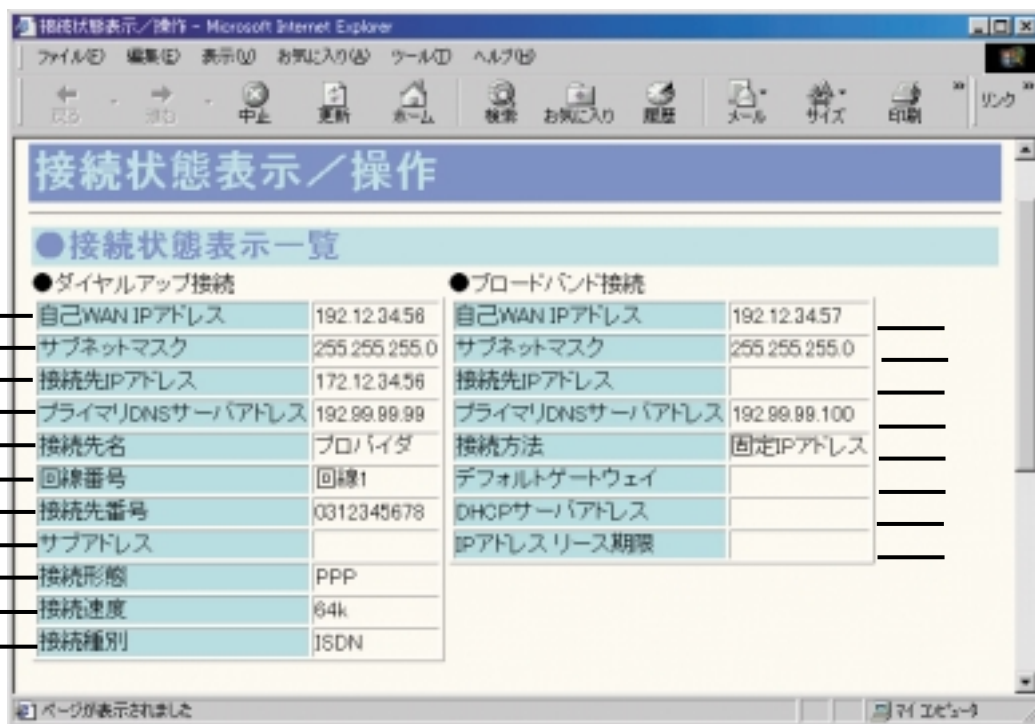 接続状態表示／操作 - Microsoft Internet Explorer
ファイル(F) 編集(E) 表示(V) お気に入り(A) ツール(T) ヘルプ(H)
戻る 進む 中止 更新 ホーム 検索 お気に入り 履歴 メール サイズ 印刷 » リンク »
接続状態表示／操作
●接続状態表示一覧
●ダイヤルアップ接続
自己WAN IPアドレス 192.12.34.56
サブネットマスク 255.255.255.0
接続先IPアドレス 172.12.34.56
プライマリDNSサーバアドレス 192.99.99.99
接続先名 プロバイダ
回線番号 回線1
接続先番号 0312345678
サブアドレス
接続形態 PPP
接続速度 64k
接続種別 ISDN
●ブロードバンド接続
自己WAN IPアドレス 192.12.34.57
サブネットマスク 255.255.255.0
接続先IPアドレス
プライマリDNSサーバアドレス 192.99.99.100
接続方法 固定IPアドレス
デフォルトゲートウェイ
DHCPサーバアドレス
IPアドレス リース期限
ページが表示されました マイ コンピュータ